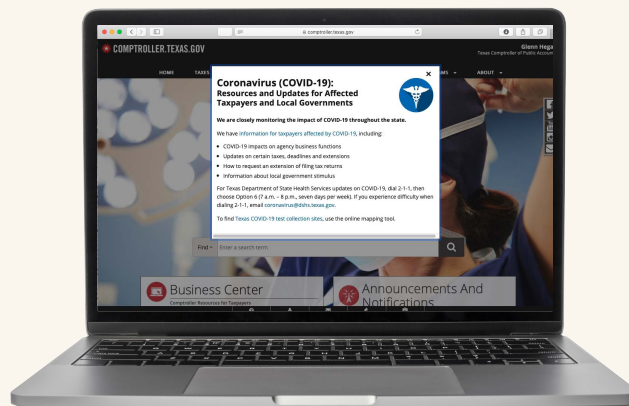 comptroller.texas.gov
COMPTROLLER.TEXAS.GOV
Glenn Hega
Texas Comptroller of Public Accoun
HOME
TAXES
ABOUT
×
Coronavirus (COVID-19):
Resources and Updates for Affected
Taxpayers and Local Governments
We are closely monitoring the impact of COVID-19 throughout the state.
We have information for taxpayers affected by COVID-19, including:
• COVID-19 impacts on agency business functions
• Updates on certain taxes, deadlines and extensions
• How to request an extension of filing tax returns
• Information about local government stimulus
For Texas Department of State Health Services updates on COVID-19, dial 2-1-1, then
choose Option 6 (7 a.m. – 8 p.m., seven days per week). If you experience difficulty when
dialing 2-1-1, email coronavirus@dshs.texas.gov.
To find Texas COVID-19 test collection sites, use the online mapping tool.
Find
Enter a search term
Business Center
Comptroller Resources for Taxpayers
Announcements And
Notifications